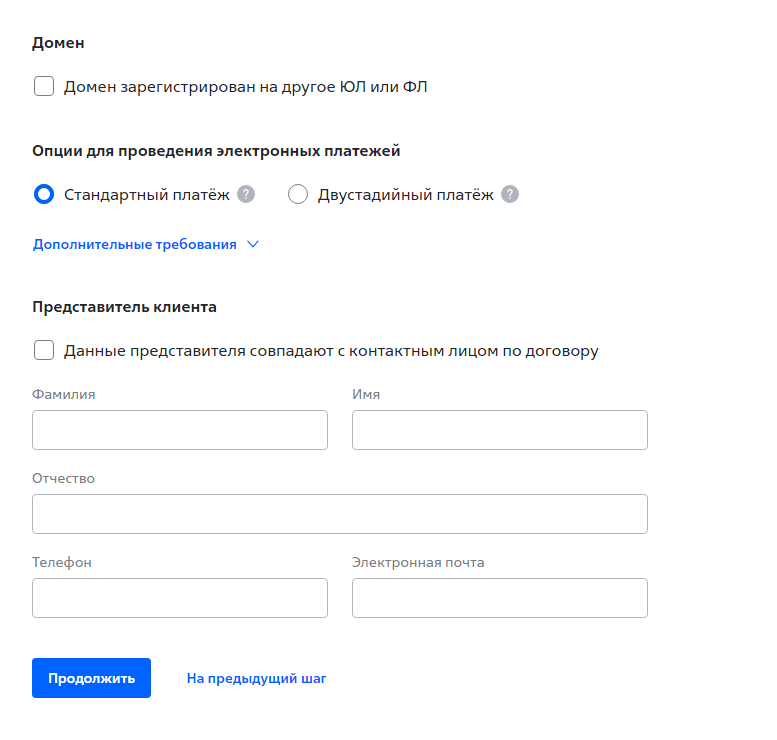 Домен
Домен зарегистрирован на другое ЮЛ или ФЛ
Опции для проведения электронных платежей
Стандартный платёж ? Двустадийный платёж ?
Дополнительные требования
Представитель клиента
Данные представителя совпадают с контактным лицом по договору
Фамилия Имя
Отчество
Телефон Электронная почта
Продолжить На предыдущий шаг